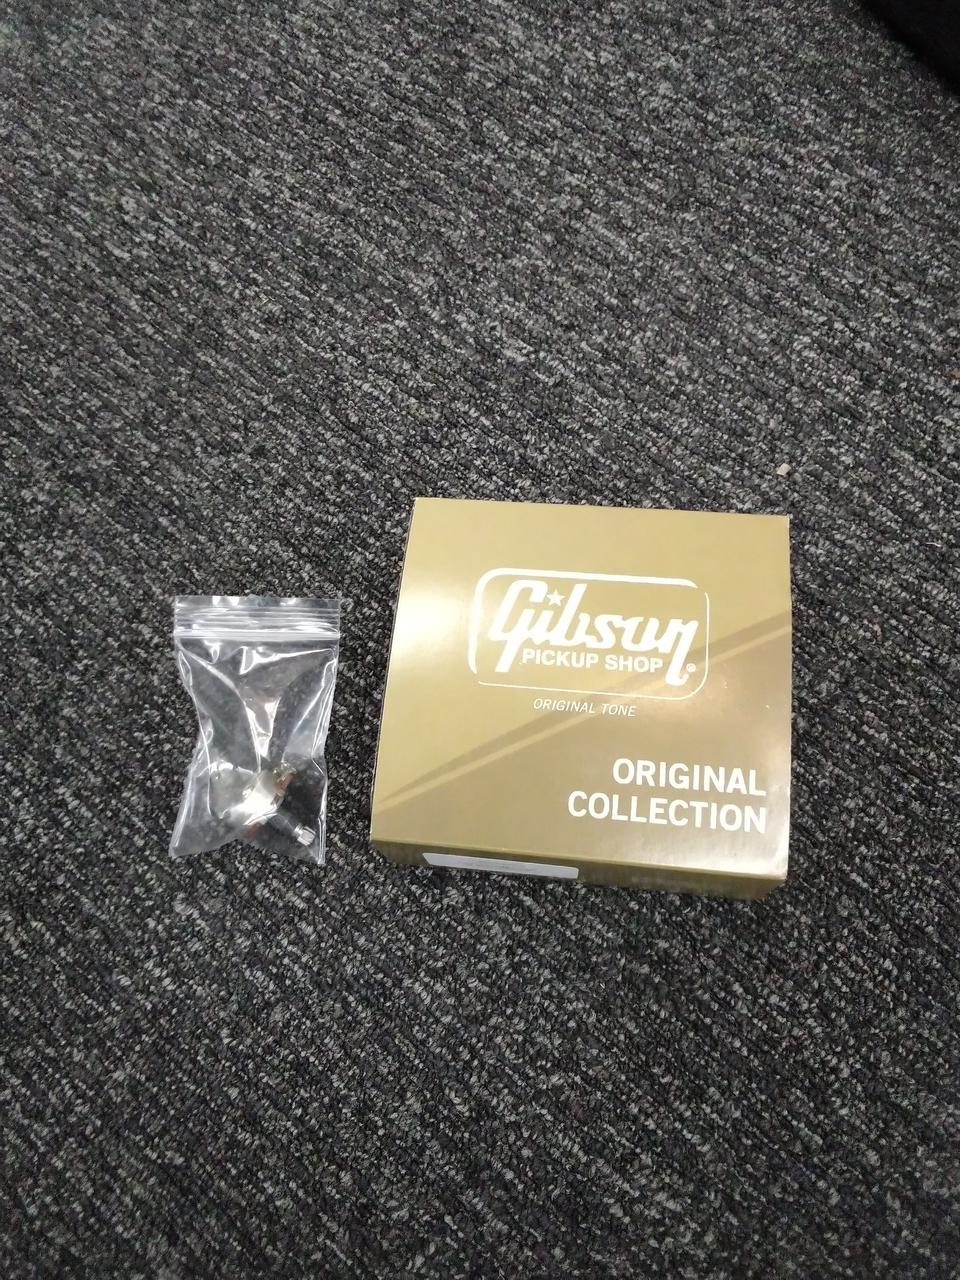 Gibson
PICKUP SHOP®
ORIGINAL TONE
ORIGINAL
COLLECTION